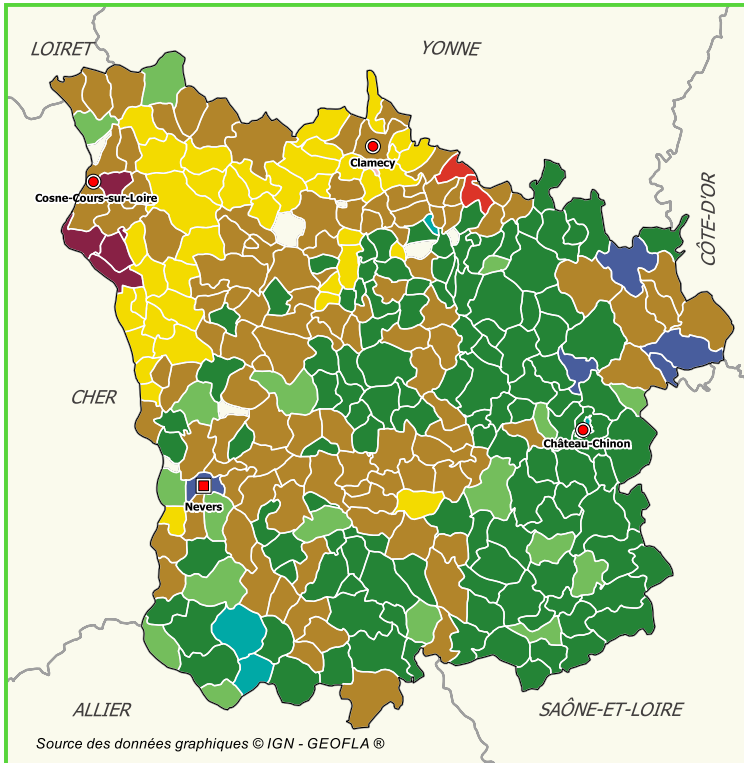 LOIRET
YONNE
Clamecy
Cosne-Cours-sur-Loire
CÔTE-D'OR
CHER
Château-Chinon
Nevers
ALLIER
SAÔNE-ET-LOIRE
Source des données graphiques © IGN - GEOFLA ®